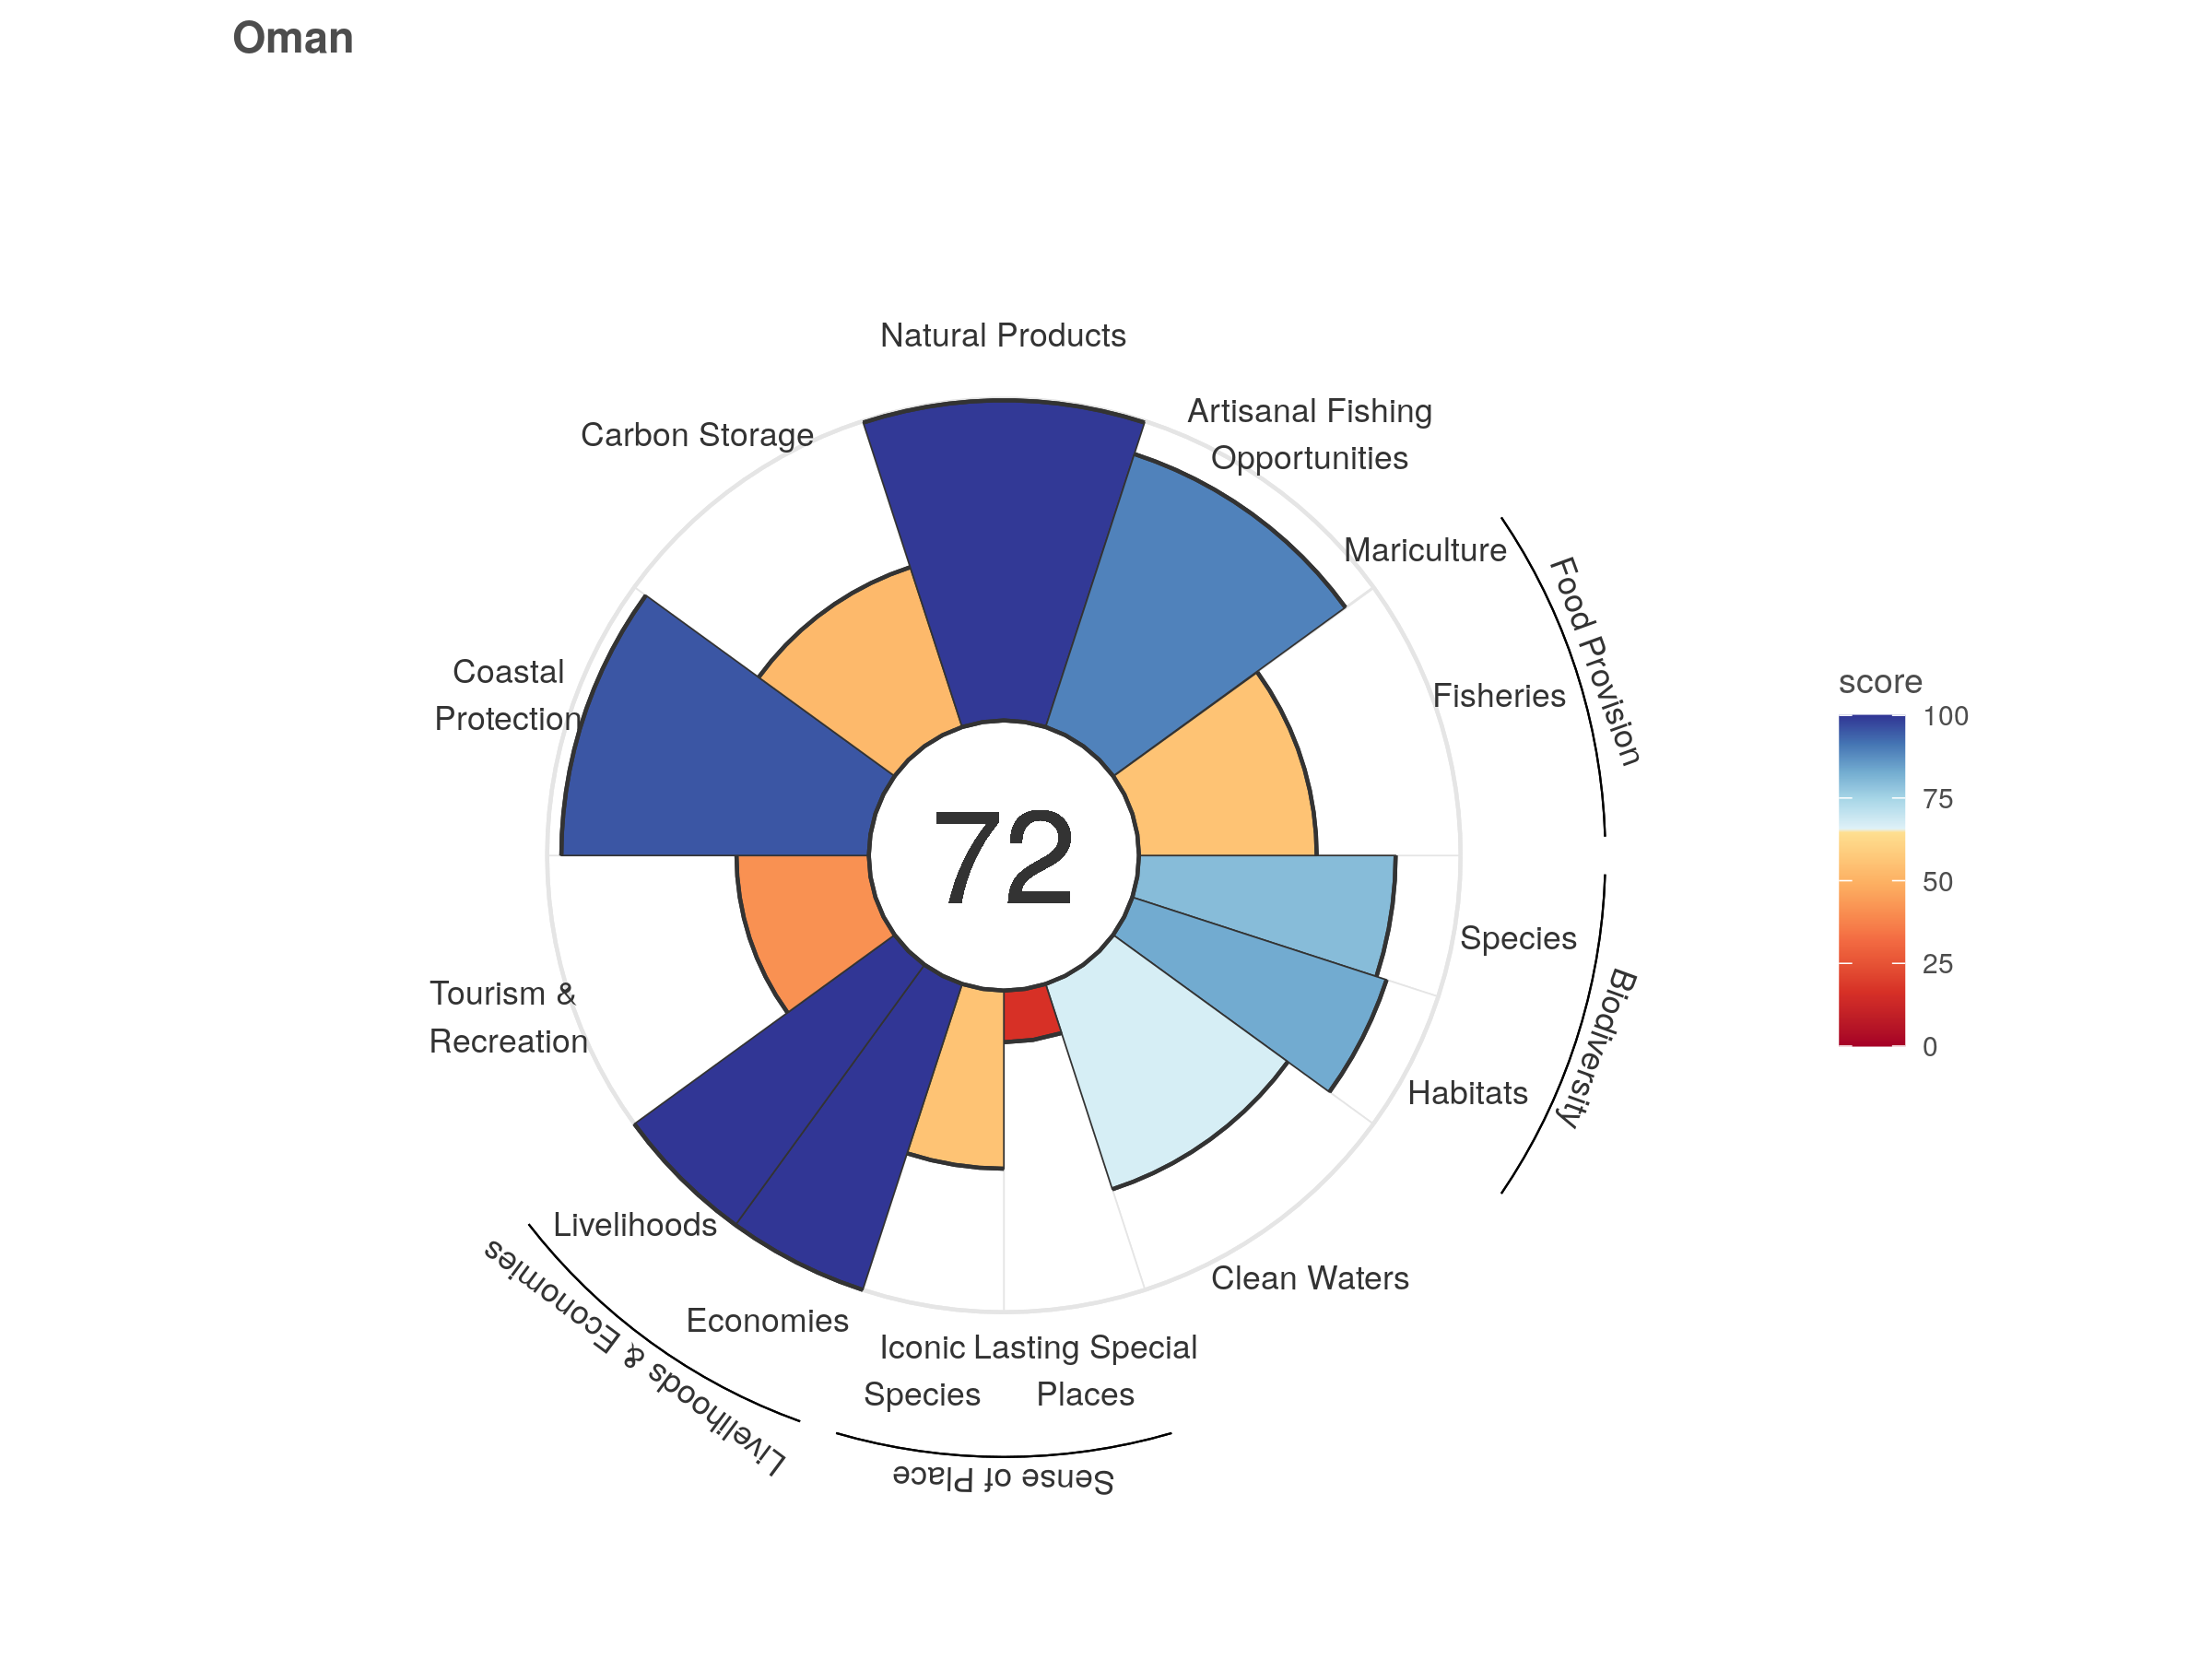 Oman
Natural Products
Artisanal Fishing
Opportunities
Carbon Storage
Mariculture
Food Provision
Fisheries
Coastal
Protection
score
100
75
50
25
0
72
Species
Biodiversity
Habitats
Tourism &
Recreation
Livelihoods
Livelihoods & Economies
Economies
Clean Waters
Iconic
Species
Lasting Special
Places
Sense of Place